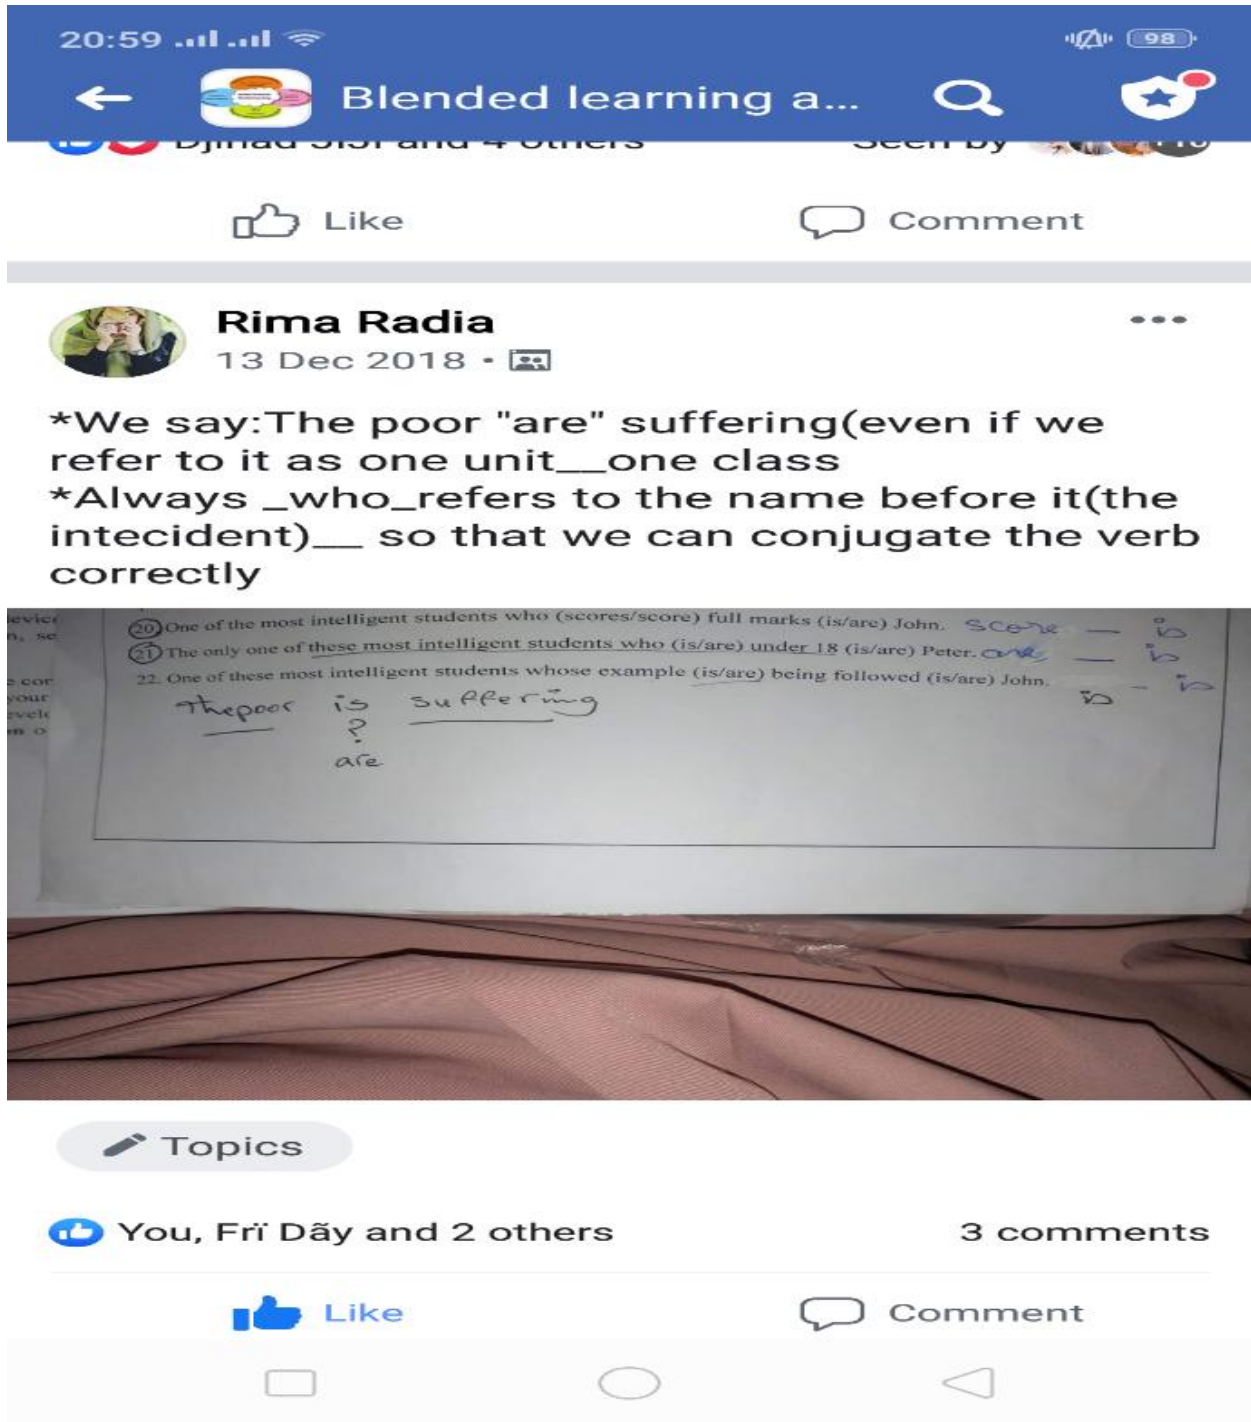 20:59
98
Blended learning a...
and 4 others
Seen by
Like
Comment
Rima Radia
13 Dec 2018
*We say:The poor "are" suffering(even if we
refer to it as one unit__one class
*Always _who_refers to the name before it(the
intecident)__ so that we can conjugate the verb
correctly
20 One of the most intelligent students who (scores/score) full marks (is/are) John. score — is
21 The only one of these most intelligent students who (is/are) under 18 (is/are) Peter. — is
22. One of these most intelligent students whose example (is/are) being followed (is/are) John. is - is
The poor is suffering
?
are
Topics
You, Frï Dãy and 2 others
3 comments
Like
Comment